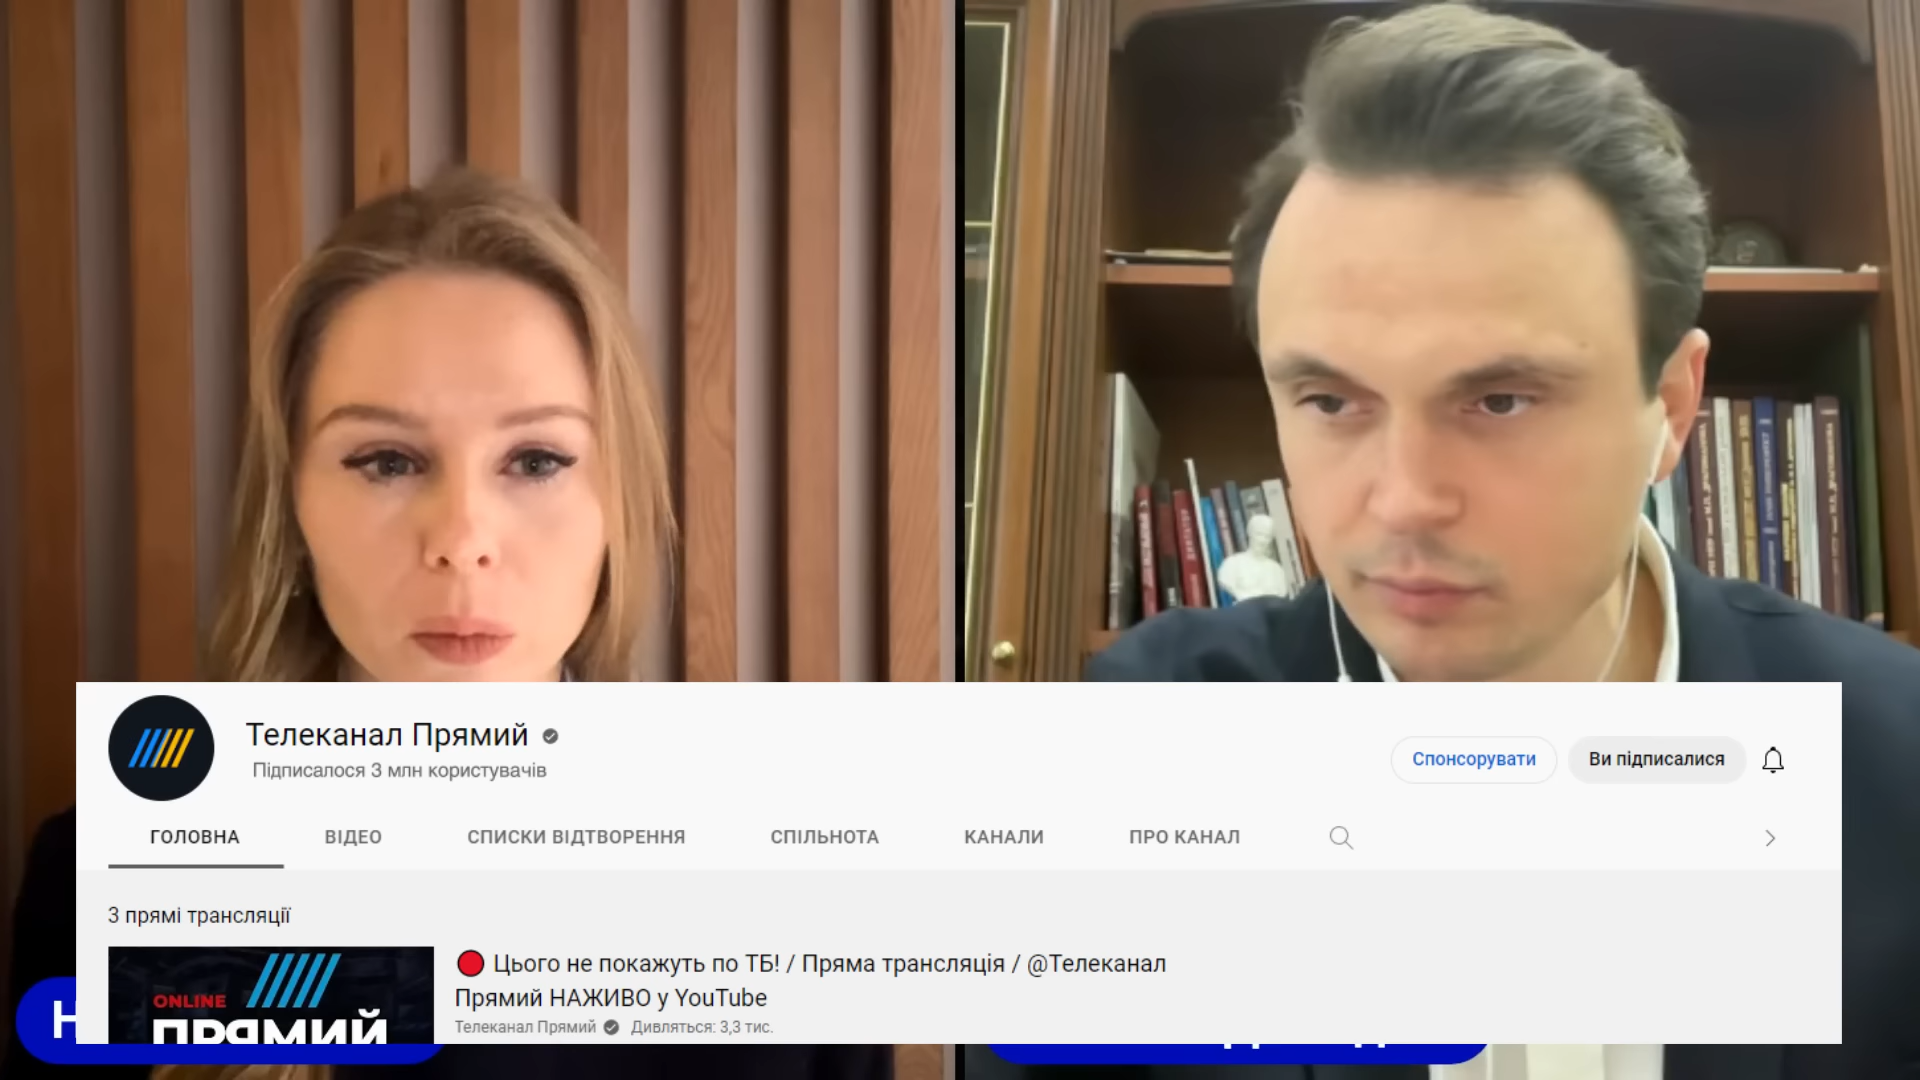 Телеканал Прямий
Підписалося 3 млн користувачів
Спонсорувати
Ви підписалися
ГОЛОВНА
ВІДЕО
СПИСКИ ВІДТВОРЕННЯ
СПІЛЬНОТА
КАНАЛИ
ПРО КАНАЛ
3 прямі трансляції
ONLINE
ПРЯМИЙ
🔴 Цього не покажуть по ТБ! / Пряма трансляція / @Телеканал
Прямий НАЖИВО у YouTube
Телеканал Прямий Дивляться: 3,3 тис.